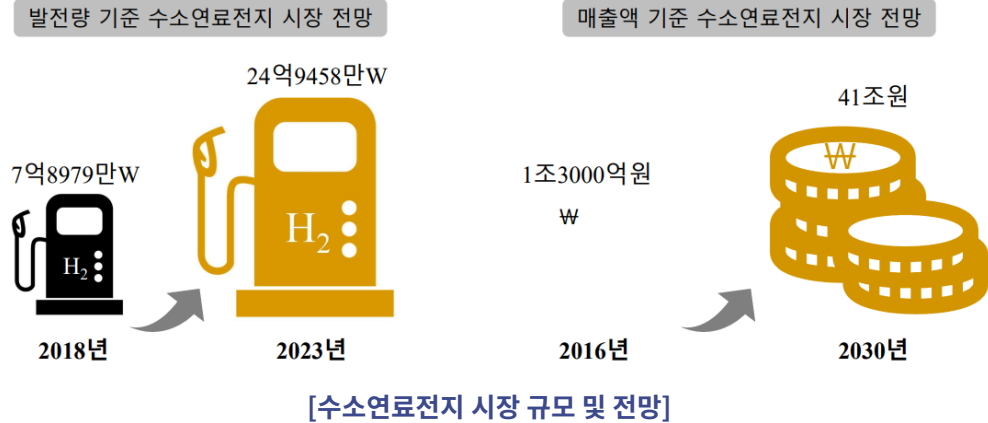 발전량 기준 수소연료전지 시장 전망
24억9458만W
7억8979만W
H2
H2
2018년
2023년
매출액 기준 수소연료전지 시장 전망
41조원
1조3000억원
₩
₩
2016년
2030년
[수소연료전지 시장 규모 및 전망]